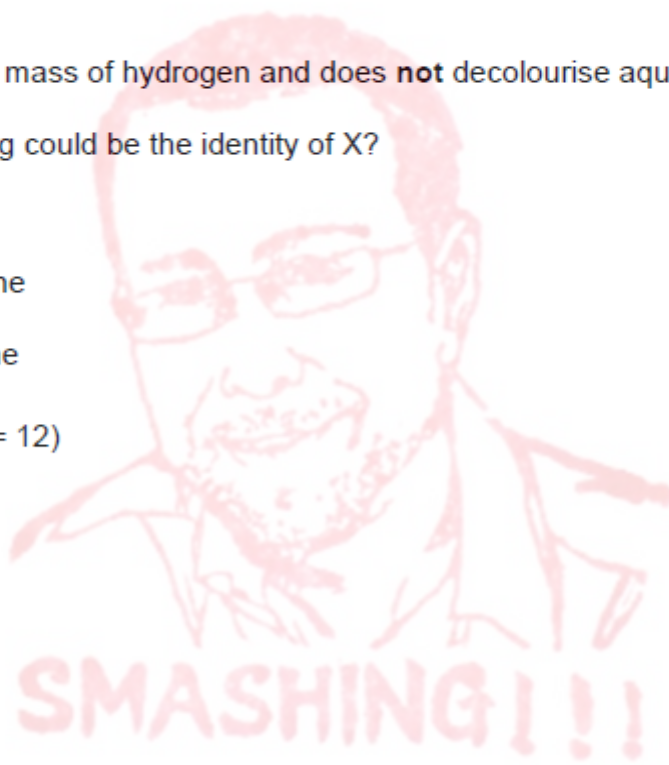 mass of hydrogen and does not decolourise aqu
g could be the identity of X?
ne
e
= 12)
SMASHING!!!